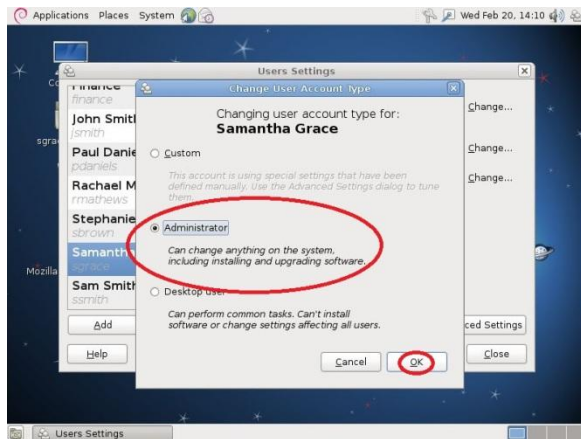 Applications Places System
Wed Feb 20, 14:10
Users Settings
Change User Account Type
Finance
finance
Changing user account type for:
Samantha Grace
Change...
John Smit
jsmith
Custom
Paul Danie
pdaniels
Change...
This account is using special settings that have been
defined manually. Use the Advanced Settings dialog to tune
them.
Change...
Rachael M
rmathews
Stephanie
sbrown
Administrator
Samantha
sgrace
Can change anything on the system,
including installing and upgrading software.
Mozilla
Sam Smith
ssmith
Desktop user
Can perform common tasks. Can't install
software or change settings affecting all users.
Add
ced Settings
Help
Cancel
OK
Close
Users Settings